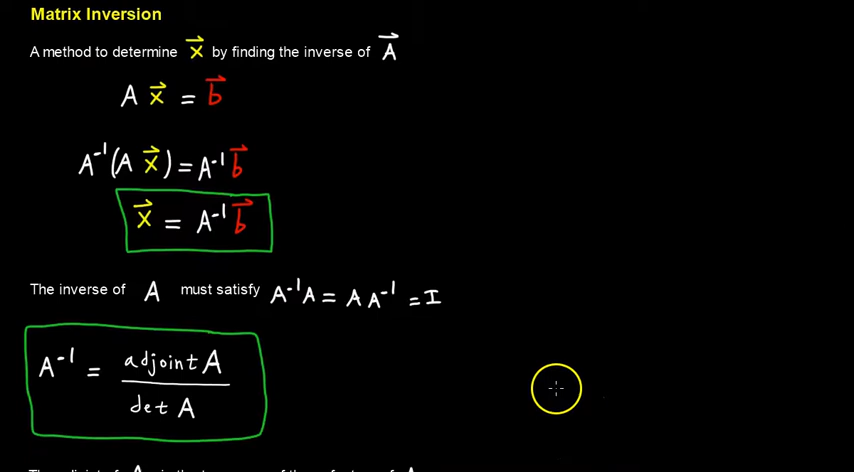 Matrix Inversion
A method to determine x⃗ by finding the inverse of A⃗
A x⃗ = b⃗
A⁻¹(A x⃗) = A⁻¹ b⃗
x⃗ = A⁻¹ b⃗
The inverse of A must satisfy A⁻¹A = A A⁻¹ = I
A⁻¹ = adjoint A / det A